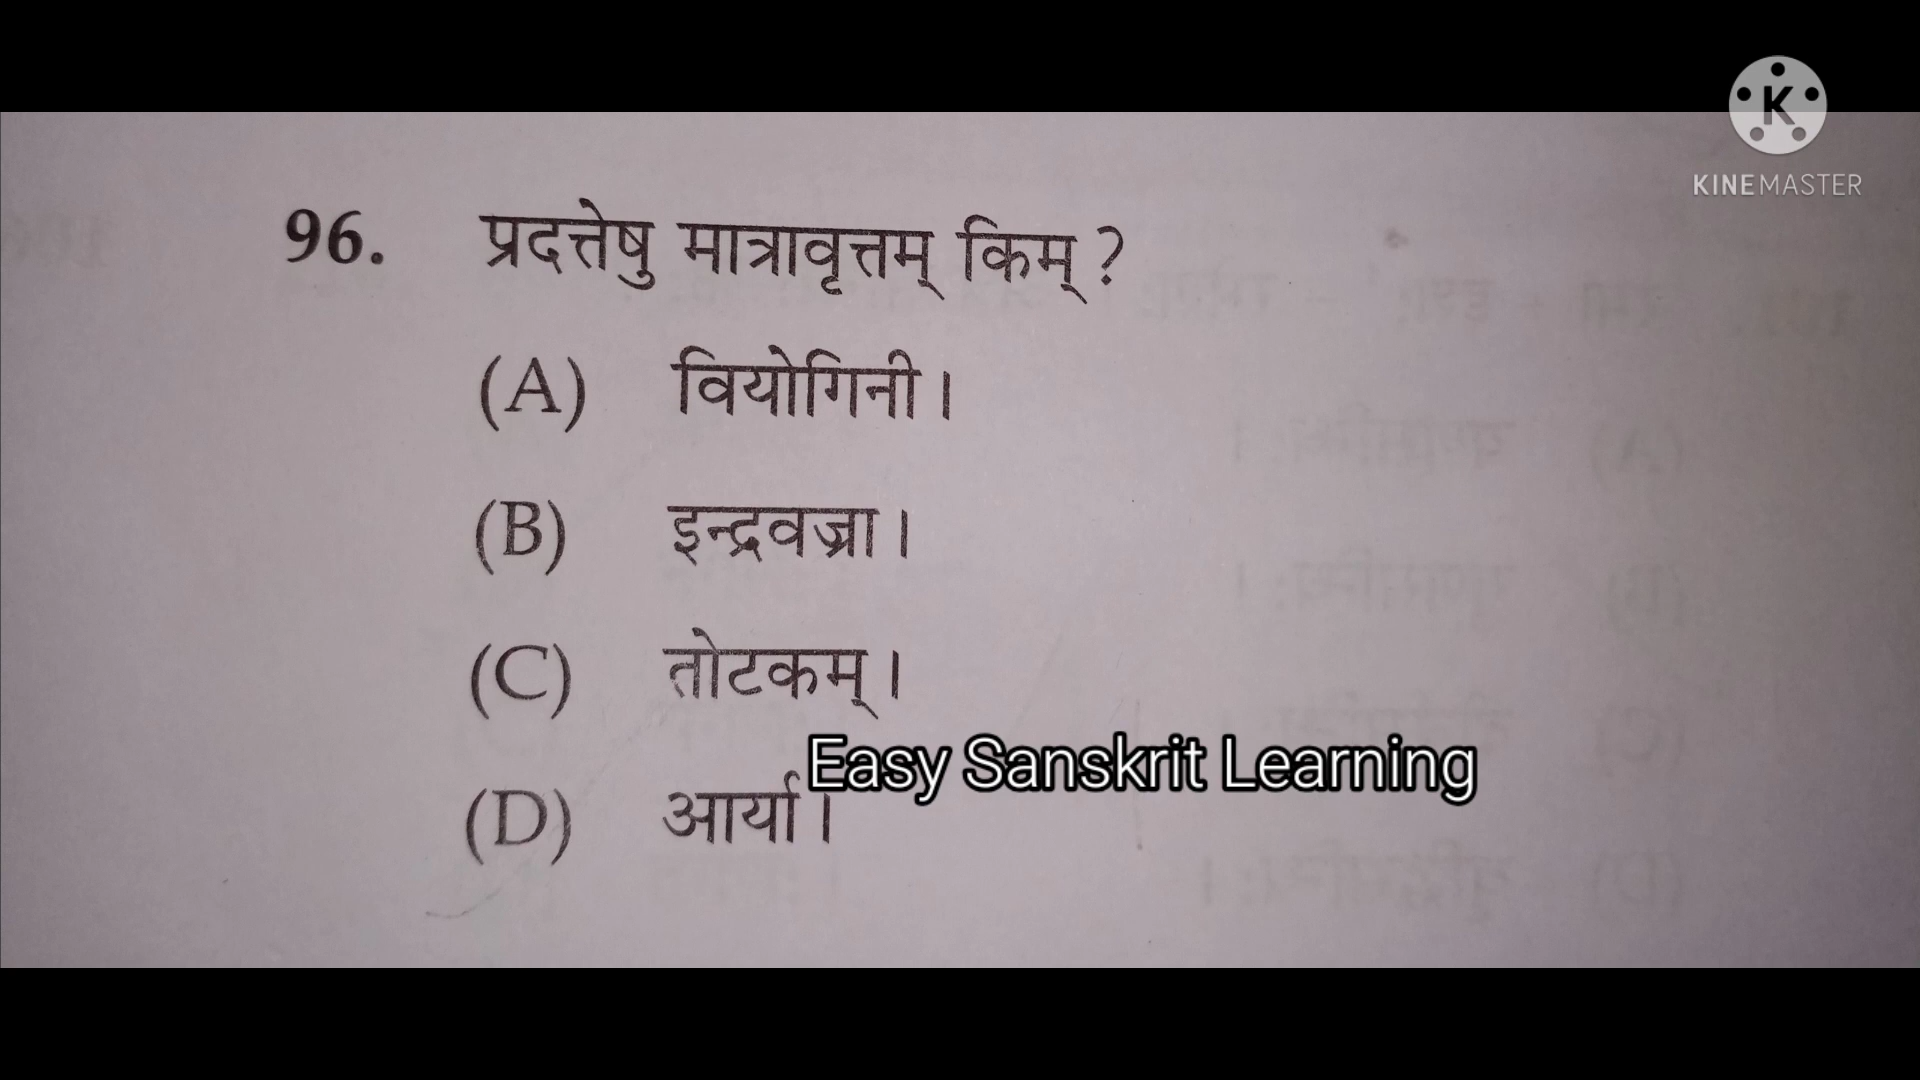 KINEMASTER
96. प्रदत्तेषु मात्रावृत्तम् किम् ?
(A) वियोगिनी ।
(B) इन्द्रवज्रा ।
(C) तोटकम् ।
Easy Sanskrit Learning
(D) आर्या ।